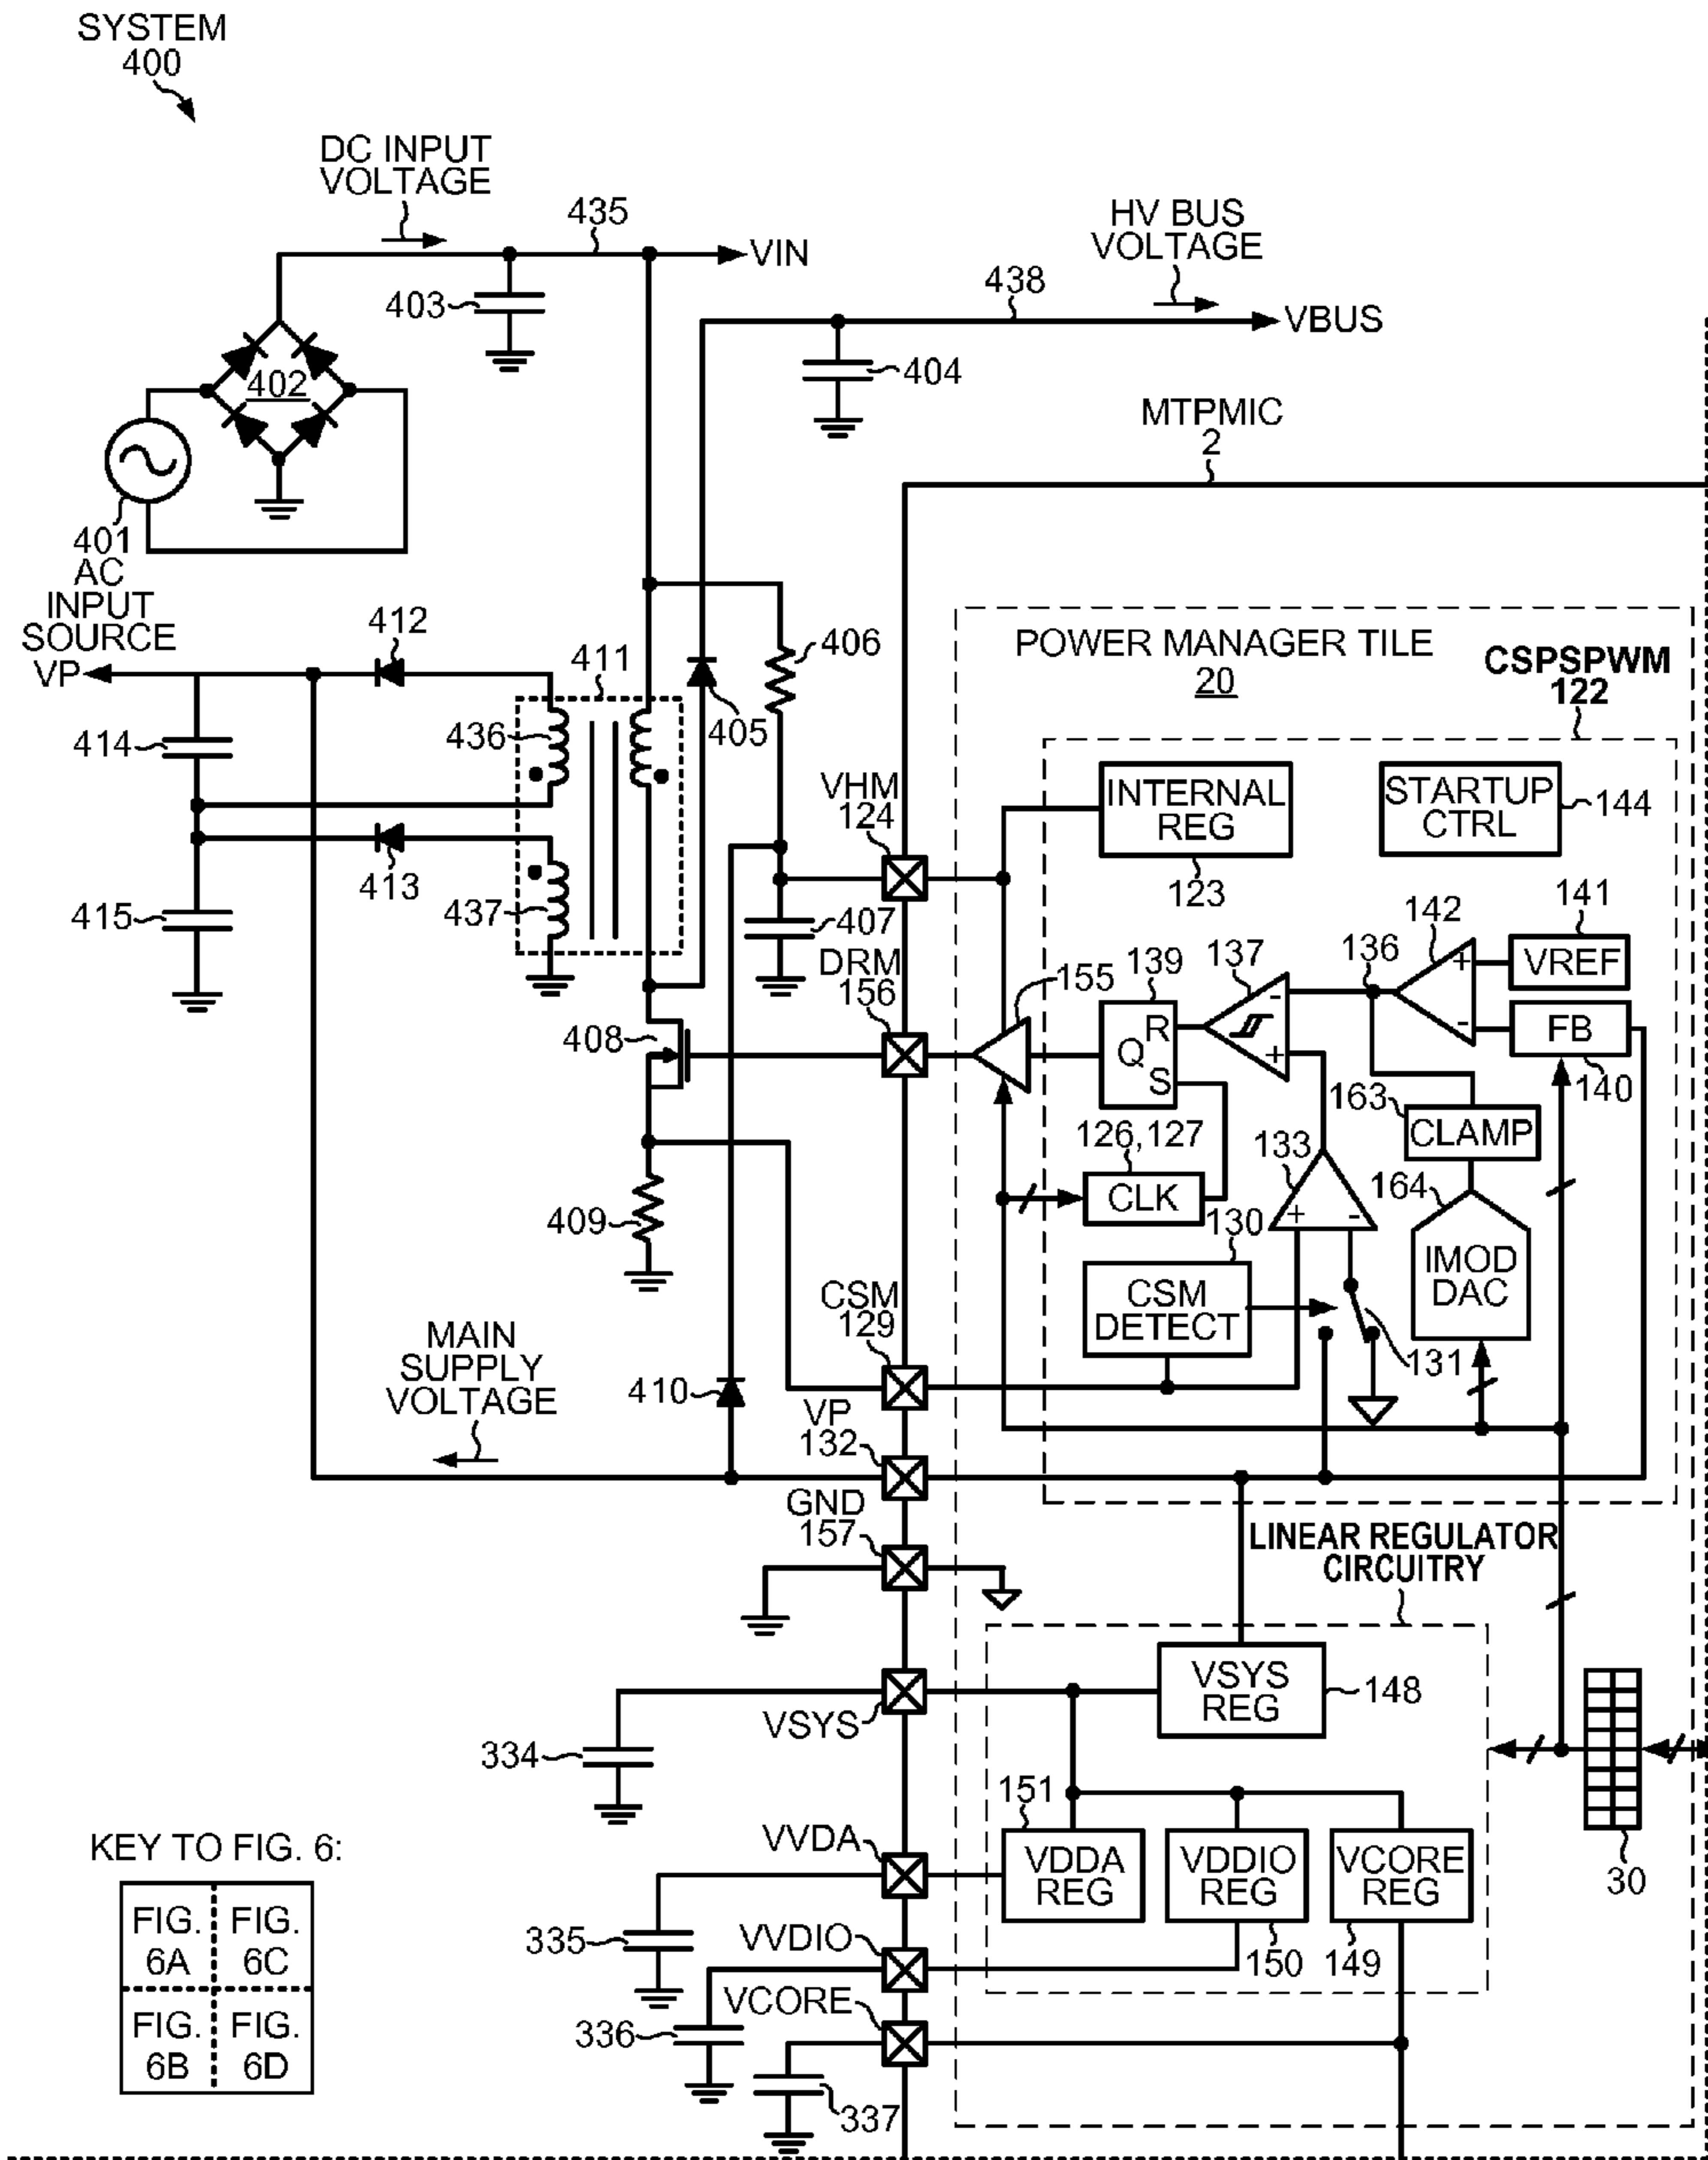 SYSTEM
400
DC INPUT
VOLTAGE
435
VIN
403
HV BUS
VOLTAGE
438
VBUS
404
402
401
AC
INPUT
SOURCE
MTPMIC
2
VP
412
411
406
405
436
414
413
437
415
407
POWER MANAGER TILE
20
CSPSPWM
122
VHM
124
INTERNAL
REG
123
STARTUP
CTRL
144
DRM
156
155
139
137
136
142
141
VREF
-
+
R
Q
S
+
-
FB
140
408
163
CLAMP
126,127
CLK
133
+
-
164
IMOD
DAC
409
130
CSM
DETECT
131
CSM
129
MAIN
SUPPLY
VOLTAGE
410
VP
132
GND
157
LINEAR REGULATOR
CIRCUITRY
VSYS
REG
148
VSYS
334
151
VDDA
REG
VDDIO
REG
VCORE
REG
150
149
30
VVDA
335
VVDIO
336
VCORE
337
KEY TO FIG. 6:
FIG.
6A
FIG.
6C
FIG.
6B
FIG.
6D